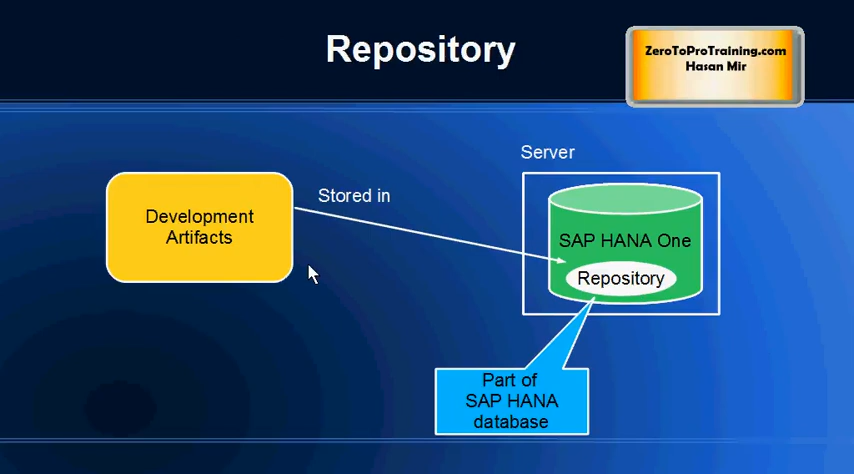 Repository
ZeroToProTraining.com
Hasan Mir
Server
Stored in
Development
Artifacts
SAP HANA One
Repository
Part of
SAP HANA
database